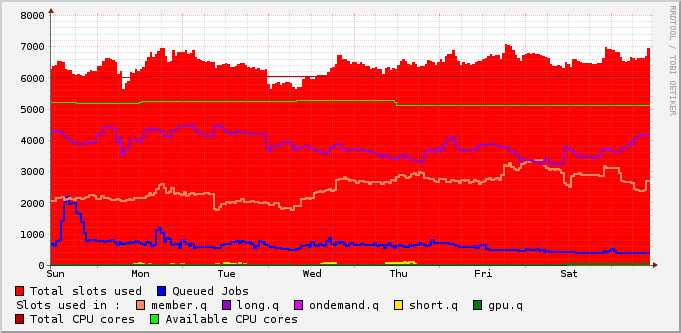 8000
7000
6000
5000
4000
3000
2000
1000
0
Sun Mon Tue Wed Thu Fri Sat
Total slots used Queued Jobs
Slots used in : member.q long.q ondemand.q short.q gpu.q
Total CPU cores Available CPU cores
RRDTOOL / TOBI OETIKER